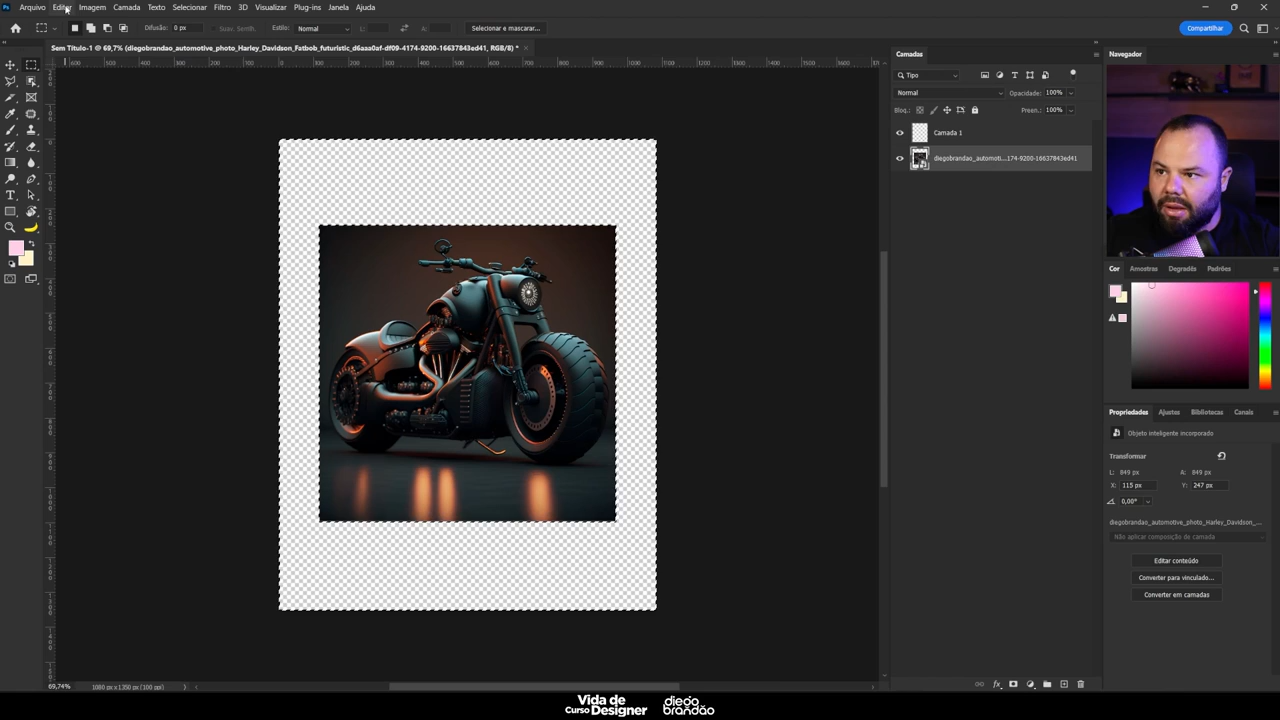 Arquivo Editar Imagem Camada Texto Selecionar Filtro 3D Visualizar Plug-ins Janela Ajuda
Difusão: 0 px Suav. Serrilh. Estilo: Normal L: A: Selecionar e mascarar... Compartilhar
Sem Título-1 @ 69,7% (diegobrandao_automotive_photo_Harley_Davidson_Fatbob_futuristic_d6aaa0af-df09-4174-9200-16637843ed41, RGB/8) *
Camadas
Navegador
Tipo
Normal Opacidade: 100%
Bloq.: Preen.: 100%
Camada 1
diegobrandao_automoti...174-9200-16637843ed41
Cor Amostras Degradês Padrões
Propriedades Ajustes Bibliotecas Canais
Objeto inteligente incorporado
Transformar
L: 849 px A: 849 px
X: 115 px Y: 247 px
0,00°
diegobrandao_automotive_photo_Harley_Davidson_...
Não aplicar composição de camada
Editar conteúdo
Converter para vinculado...
Converter em camadas
69,74% 1080 px x 1350 px (100 ppi)
Vida de
Curso Designer
diego
brandão